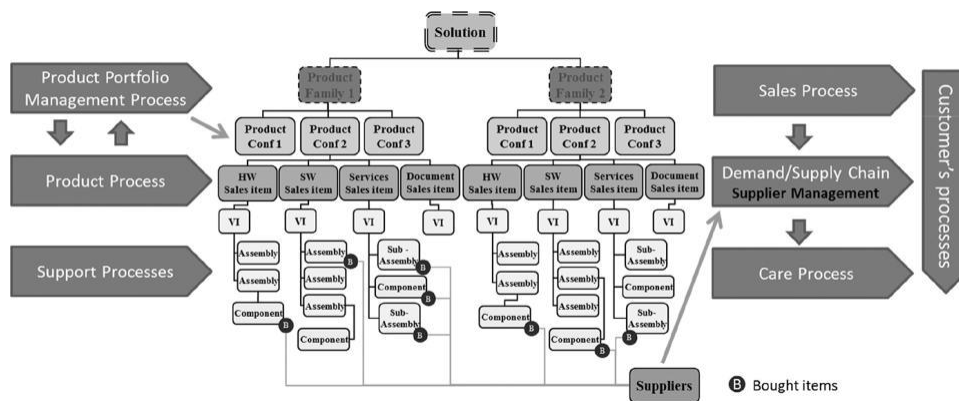 Solution
Product Portfolio
Management Process
Product
Family 1
Product
Family 2
Sales Process
Customer's processes
Product
Conf 1
Product
Conf 2
Product
Conf 3
Product
Conf 1
Product
Conf 2
Product
Conf 3
Product Process
HW
Sales item
SW
Sales item
Services
Sales item
Document
Sales item
HW
Sales item
SW
Sales item
Services
Sales item
Document
Sales item
Demand/Supply Chain
Supplier Management
VI
VI
VI
VI
VI
VI
VI
VI
Support Processes
Assembly
Assembly
Component
B
Assembly
B
Assembly
Assembly
Component
Sub -
Assembly
B
Component
B
Sub-
Assembly
B
Assembly
Assembly
Component
B
Assembly
Assembly
Assembly
Component
B
Sub-
Assembly
Component
Sub-
Assembly
B
Care Process
Suppliers
B Bought items